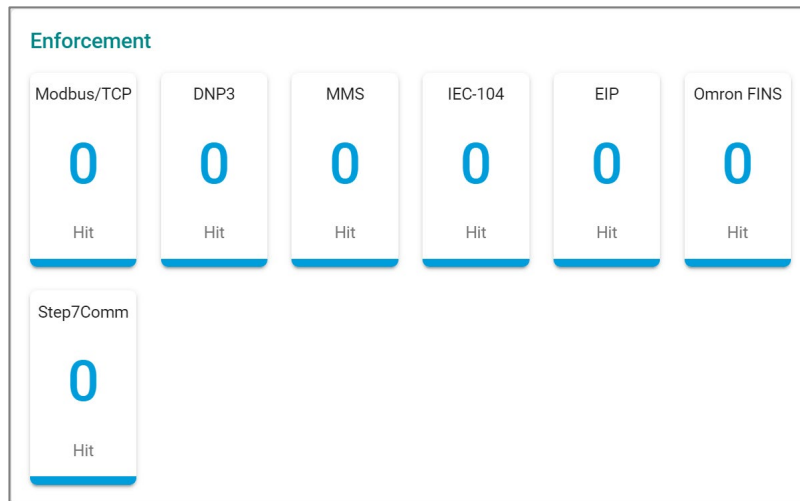 Enforcement
Modbus/TCP
0
Hit
DNP3
0
Hit
MMS
0
Hit
IEC-104
0
Hit
EIP
0
Hit
Omron FINS
0
Hit
Step7Comm
0
Hit